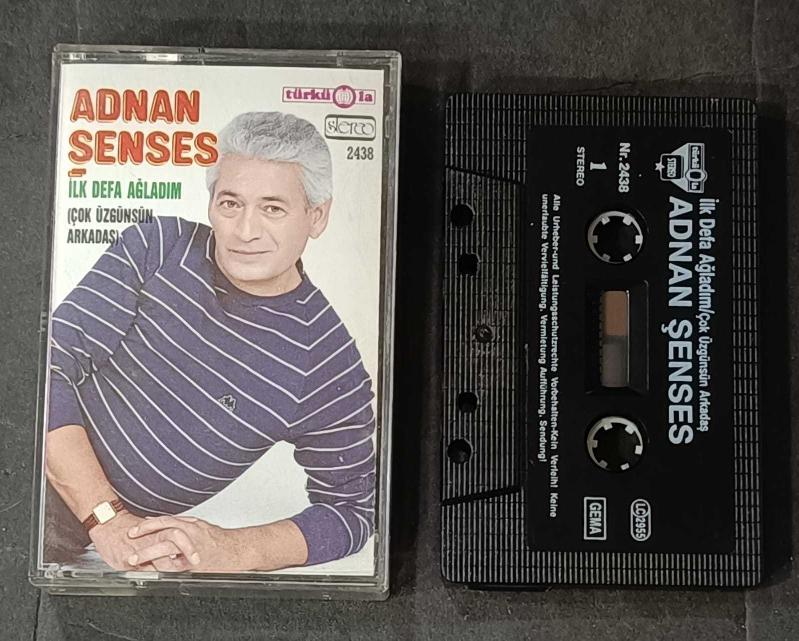 ADNAN
ŞENSES
İLK DEFA AĞLADIM
(ÇOK ÜZGÜNSÜN
ARKADAŞ)
türküola
stereo
2438
türküola
STEREO
İlk Defa Ağladım/Çok Üzgünsün Arkadaş
ADNAN ŞENSES
Nr. 2438
1
STEREO
Alle Urheber-und Leistungsschutzrechte Vorbehalten-Kein Verleih! Keine
unerlaubte Vervielfältigung, Vermietung Aufführung, Sendung!
GEMA
LC 2955